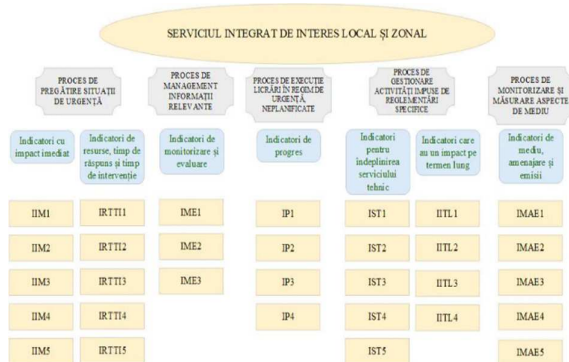 SERVICIUL INTEGRAT DE INTERES LOCAL ȘI ZONAL
PROCES DE
PREGĂTIRE SITUAȚII
DE URGENȚĂ
PROCES DE
MANAGEMENT
INFORMAȚII
RELEVANTE
PROCES DE EXECUȚIE
LICRĂRI ÎN REGIM DE
URGENȚĂ,
NEPLANIFICATE
PROCES DE
GESTIONARE
ACTIVITĂȚI IMPUSE DE
REGLEMENTĂRI
SPECIFICE
PROCES DE
MONITORIZARE ȘI
MĂSURARE ASPECTE
DE MEDIU
Indicatori cu
impact imediat
Indicatori de
resurse, timp de
răspuns și timp
de intervenție
Indicatori de
monitorizare și
evaluare
Indicatori de
progres
Indicatori
pentru
îndeplinirea
serviciului
tehnic
Indicatori care
au un impact pe
termen lung
Indicatori de
mediu,
amenajare și
emisii
IIM1 IRTTI1 IME1 IP1 IST1 IITL1 IMAE1
IIM2 IRTTI2 IME2 IP2 IST2 IITL2 IMAE2
IIM3 IRTTI3 IME3 IP3 IST3 IITL3 IMAE3
IIM4 IRTTI4 IP4 IST4 IITL4 IMAE4
IIM5 IRTTI5 IST5 IMAE5